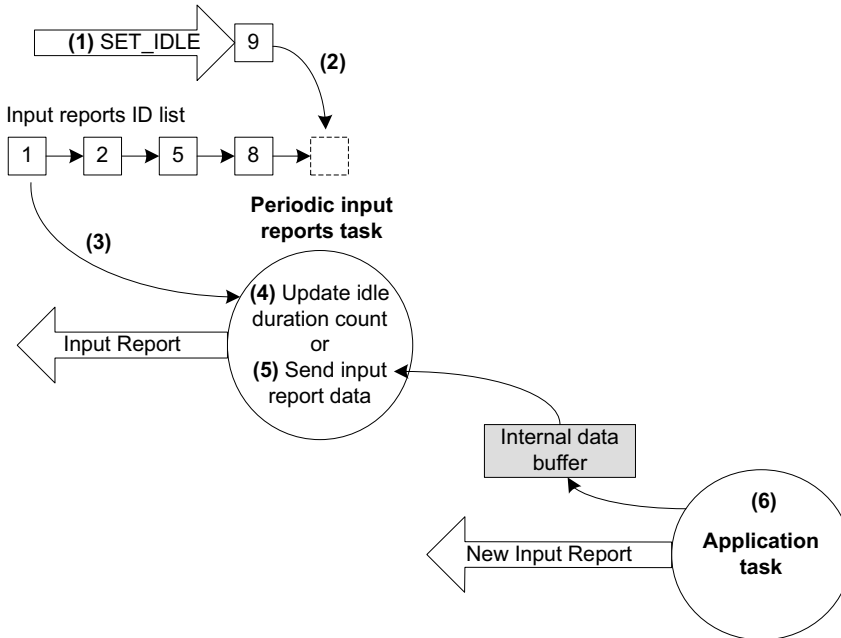 (1) SET_IDLE
9
(2)
Input reports ID list
1
2
5
8
Periodic input
reports task
(3)
(4) Update idle
duration count
or
(5) Send input
report data
Input Report
Internal data
buffer
(6)
Application
task
New Input Report